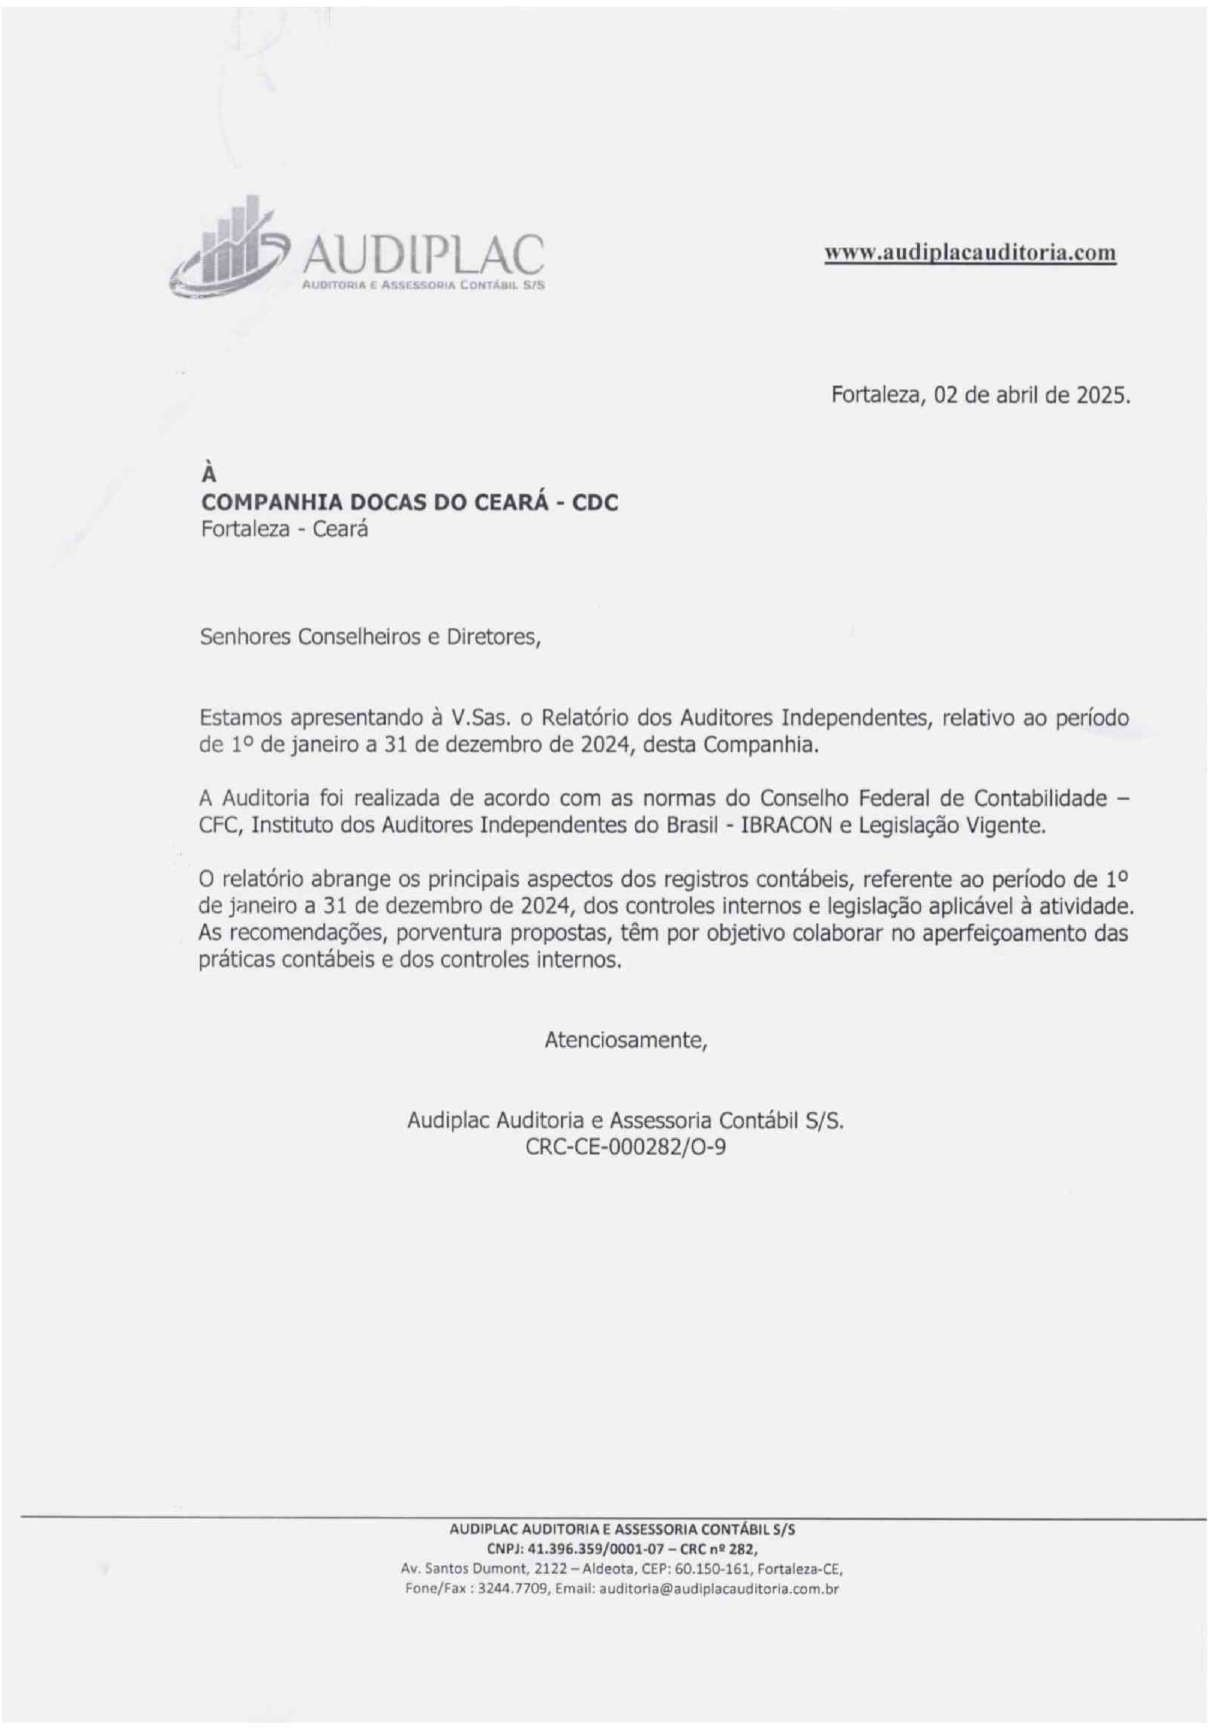 AUDIPLAC
AUDITORIA E ASSESSORIA CONTÁBIL S/S
www.audiplacauditoria.com
Fortaleza, 02 de abril de 2025.
À
COMPANHIA DOCAS DO CEARÁ - CDC
Fortaleza - Ceará
Senhores Conselheiros e Diretores,
Estamos apresentando à V.Sas. o Relatório dos Auditores Independentes, relativo ao período
de 1º de janeiro a 31 de dezembro de 2024, desta Companhia.
A Auditoria foi realizada de acordo com as normas do Conselho Federal de Contabilidade –
CFC, Instituto dos Auditores Independentes do Brasil - IBRACON e Legislação Vigente.
O relatório abrange os principais aspectos dos registros contábeis, referente ao período de 1º
de janeiro a 31 de dezembro de 2024, dos controles internos e legislação aplicável à atividade.
As recomendações, porventura propostas, têm por objetivo colaborar no aperfeiçoamento das
práticas contábeis e dos controles internos.
Atenciosamente,
Audiplac Auditoria e Assessoria Contábil S/S.
CRC-CE-000282/O-9
AUDIPLAC AUDITORIA E ASSESSORIA CONTÁBIL S/S
CNPJ: 41.396.359/0001-07 – CRC nº 282,
Av. Santos Dumont, 2122 – Aldeota, CEP: 60.150-161, Fortaleza-CE,
Fone/Fax : 3244.7709, Email: auditoria@audiplacauditoria.com.br